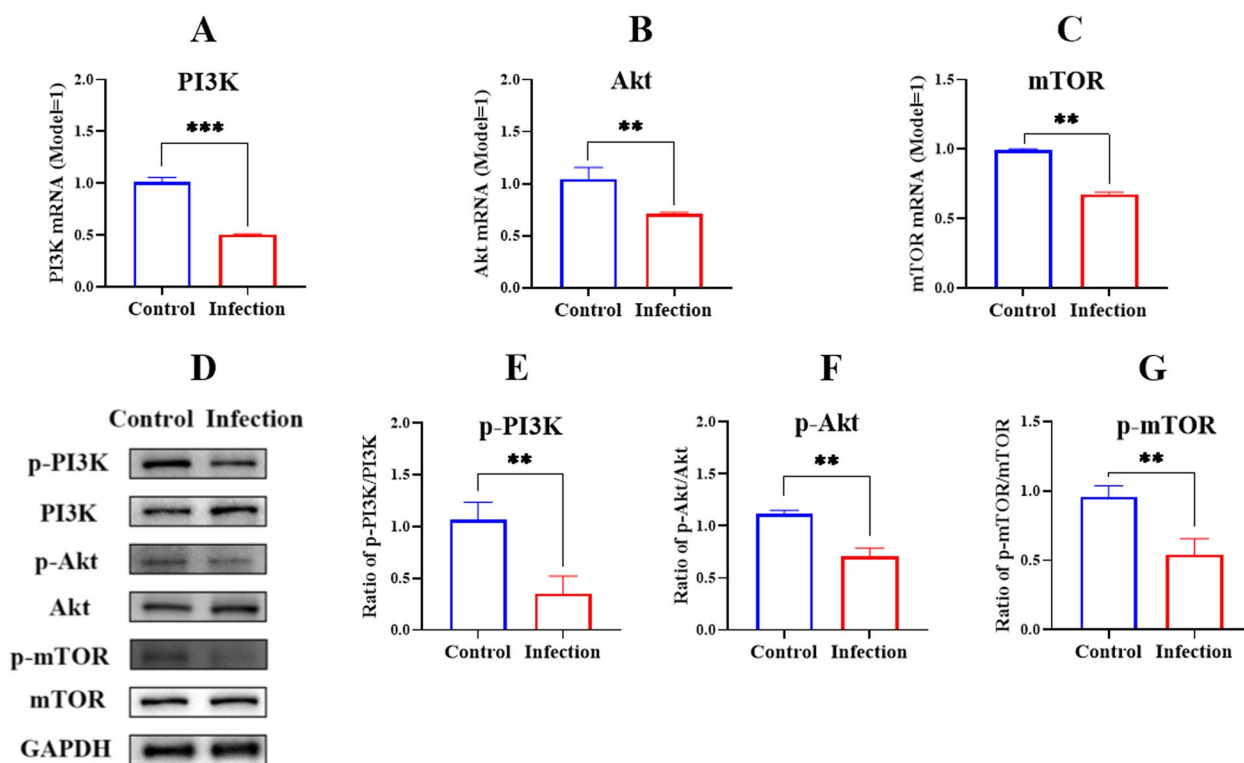 A
B
C
PI3K
Akt
mTOR
PI3K mRNA (Model=1)
2.0
1.5
1.0
0.5
0.0
***
Control Infection
Akt mRNA (Model=1)
2.0
1.5
1.0
0.5
0.0
**
Control Infection
mTOR mRNA (Model=1)
1.5
1.0
0.5
0.0
**
Control Infection
D
E
F
G
Control Infection
p-PI3K
PI3K
p-Akt
Akt
p-mTOR
mTOR
GAPDH
p-PI3K
Ratio of p-PI3K/PI3K
2.0
1.5
1.0
0.5
0.0
**
Control Infection
p-Akt
Ratio of p-Akt/Akt
2.0
1.5
1.0
0.5
0.0
**
Control Infection
p-mTOR
Ratio of p-mTOR/mTOR
1.5
1.0
0.5
0.0
**
Control Infection